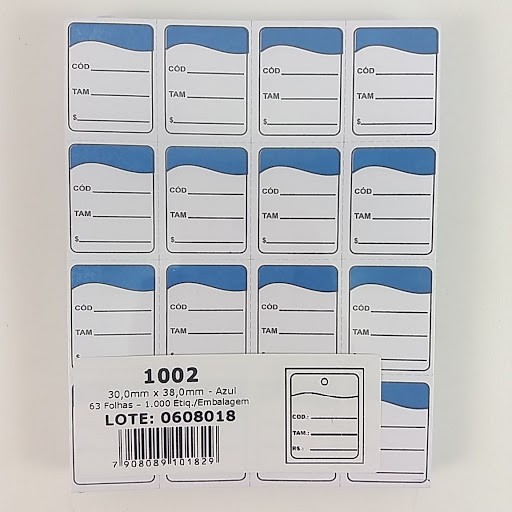 CÓD CÓD CÓD CÓD
TAM TAM TAM TAM
$ $ $ $
CÓD CÓD CÓD CÓD
TAM TAM TAM TAM
$ $ $ $
CÓD CÓD CÓD CÓD
TAM TAM TAM TAM
1002
30,0mm x 38,0mm - Azul
63 Folhas - 1.000 Etiq./Embalagem
LOTE: 0608018
7 908089 101829
CÓD.:
TAM.:
R$.: